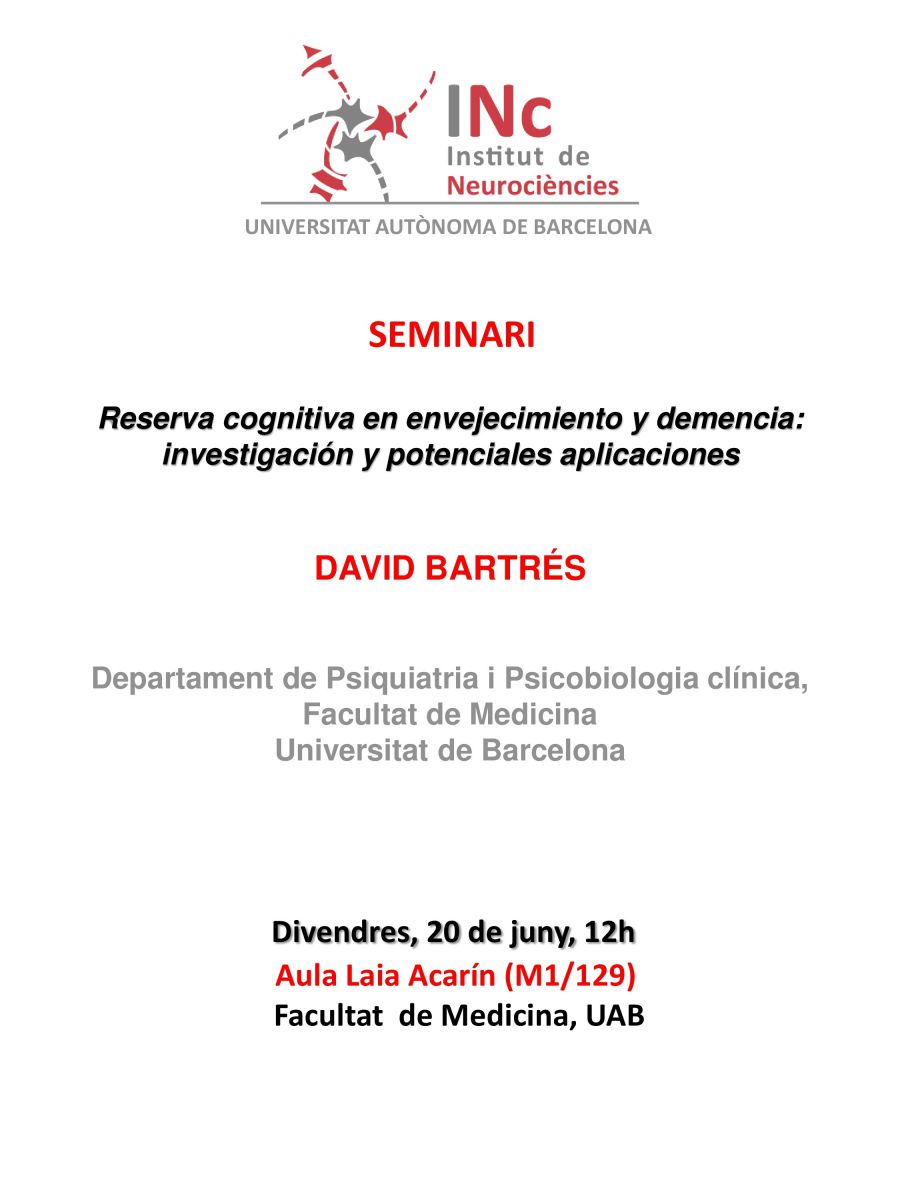 INc
Institut de
Neurociències
UNIVERSITAT AUTÒNOMA DE BARCELONA
SEMINARI
Reserva cognitiva en envejecimiento y demencia:
investigación y potenciales aplicaciones
DAVID BARTRÉS
Departament de Psiquiatria i Psicobiologia clínica,
Facultat de Medicina
Universitat de Barcelona
Divendres, 20 de juny, 12h
Aula Laia Acarín (M1/129)
Facultat de Medicina, UAB